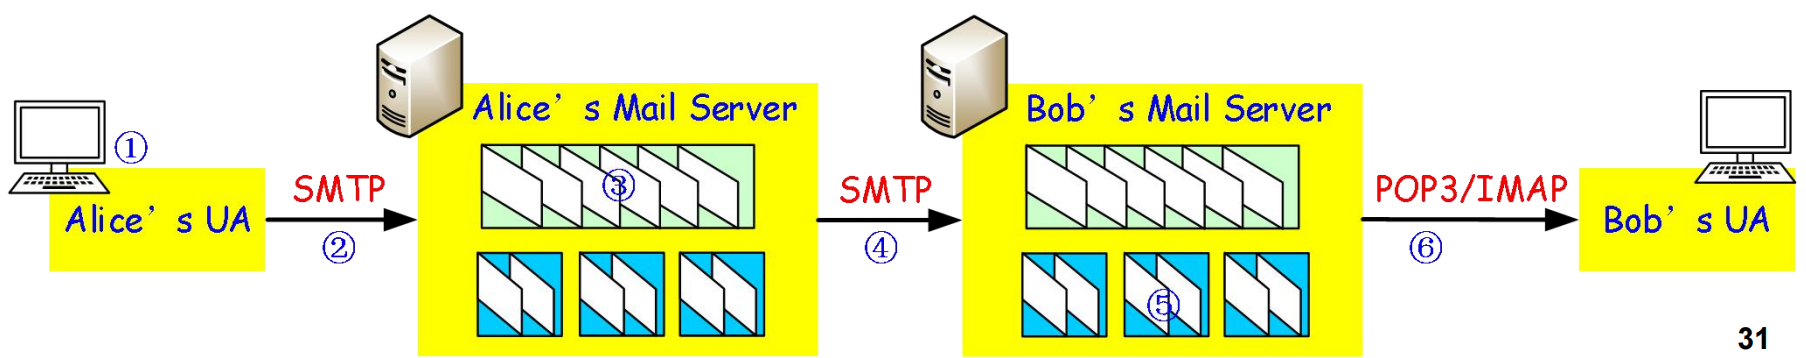 ①
Alice’s UA
SMTP
②
Alice’s Mail Server
③
SMTP
④
Bob’s Mail Server
⑤
POP3/IMAP
⑥
Bob’s UA
31